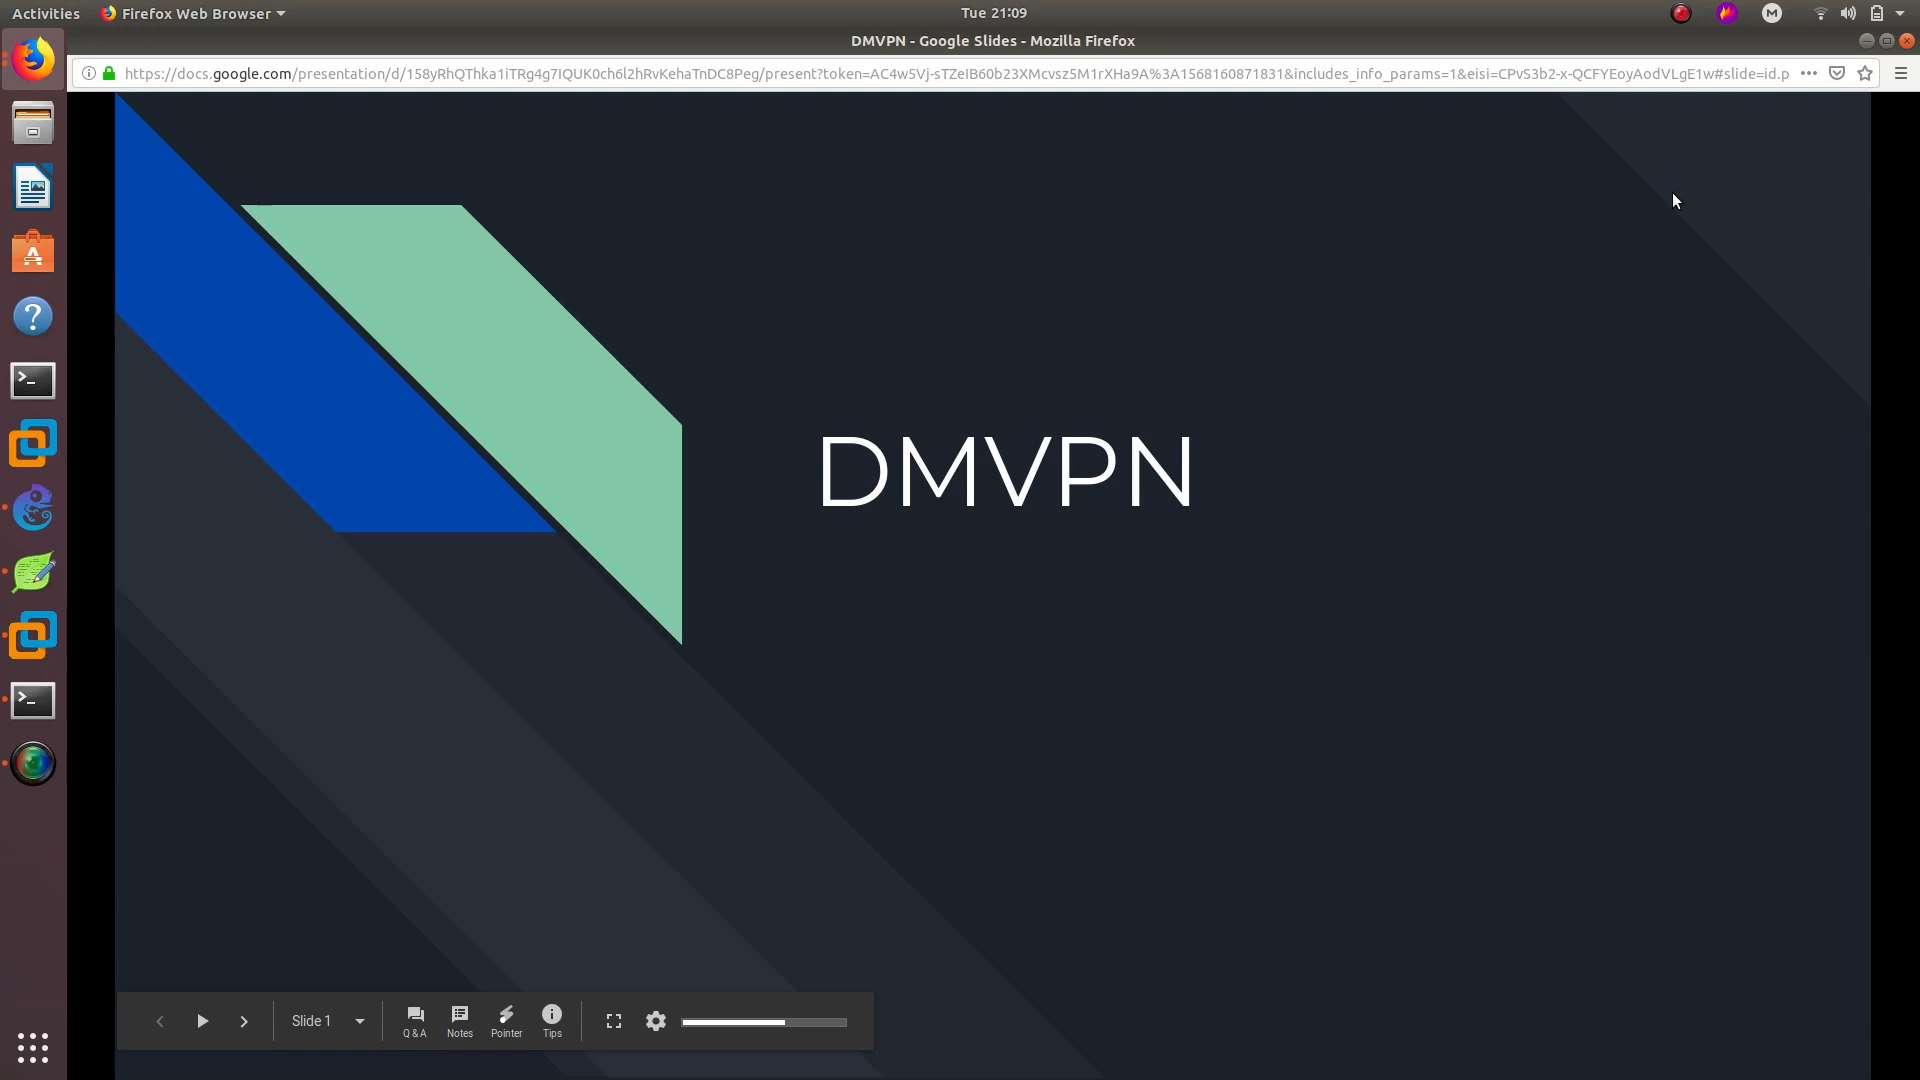 Activities
Firefox Web Browser
Tue 21:09
M
DMVPN - Google Slides - Mozilla Firefox
https://docs.google.com/presentation/d/158yRhQThka1iTRg4g7IQUK0ch6l2hRvKehaTnDC8Peg/present?token=AC4w5Vj-sTZeIB60b23XMcvsz5M1rXHa9A%3A1568160871831&includes_info_params=1&eisi=CPvS3b2-x-QCFYEoyAodVLgE1w#slide=id.p
DMVPN
Slide 1
Q & A
Notes
Pointer
Tips